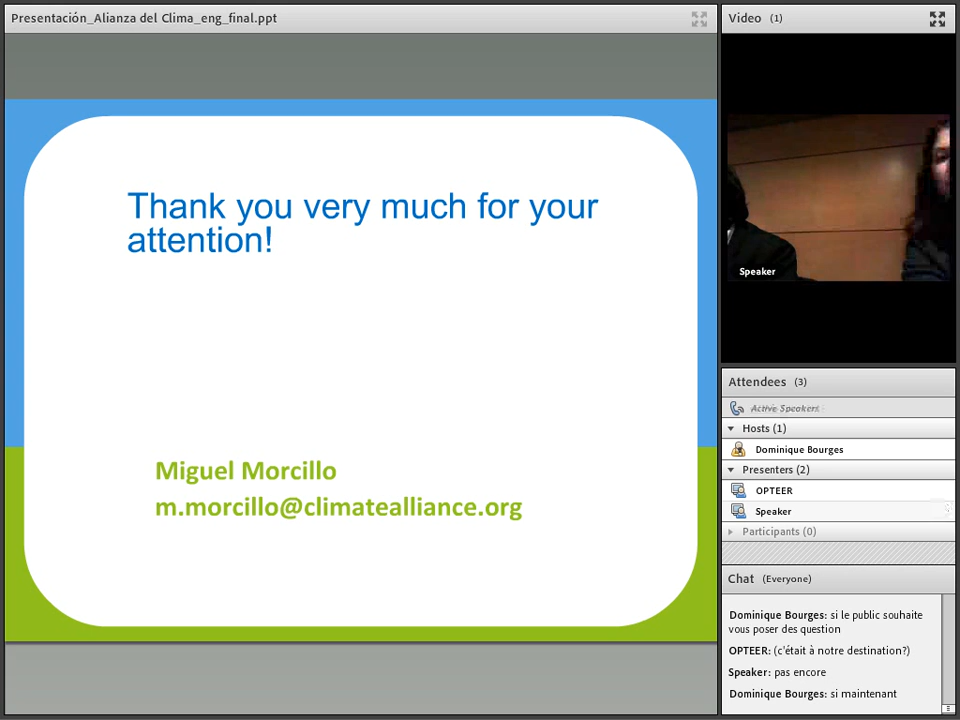 Presentación_Alianza del Clima_eng_final.ppt
Thank you very much for your
attention!
Miguel Morcillo
m.morcillo@climatealliance.org
Video (1)
Speaker
Attendees (3)
Active Speakers
Hosts (1)
Dominique Bourges
Presenters (2)
OPTEER
Speaker
Participants (0)
Chat (Everyone)
Dominique Bourges: si le public souhaite
vous poser des question
OPTEER: (c'était à notre destination?)
Speaker: pas encore
Dominique Bourges: si maintenant